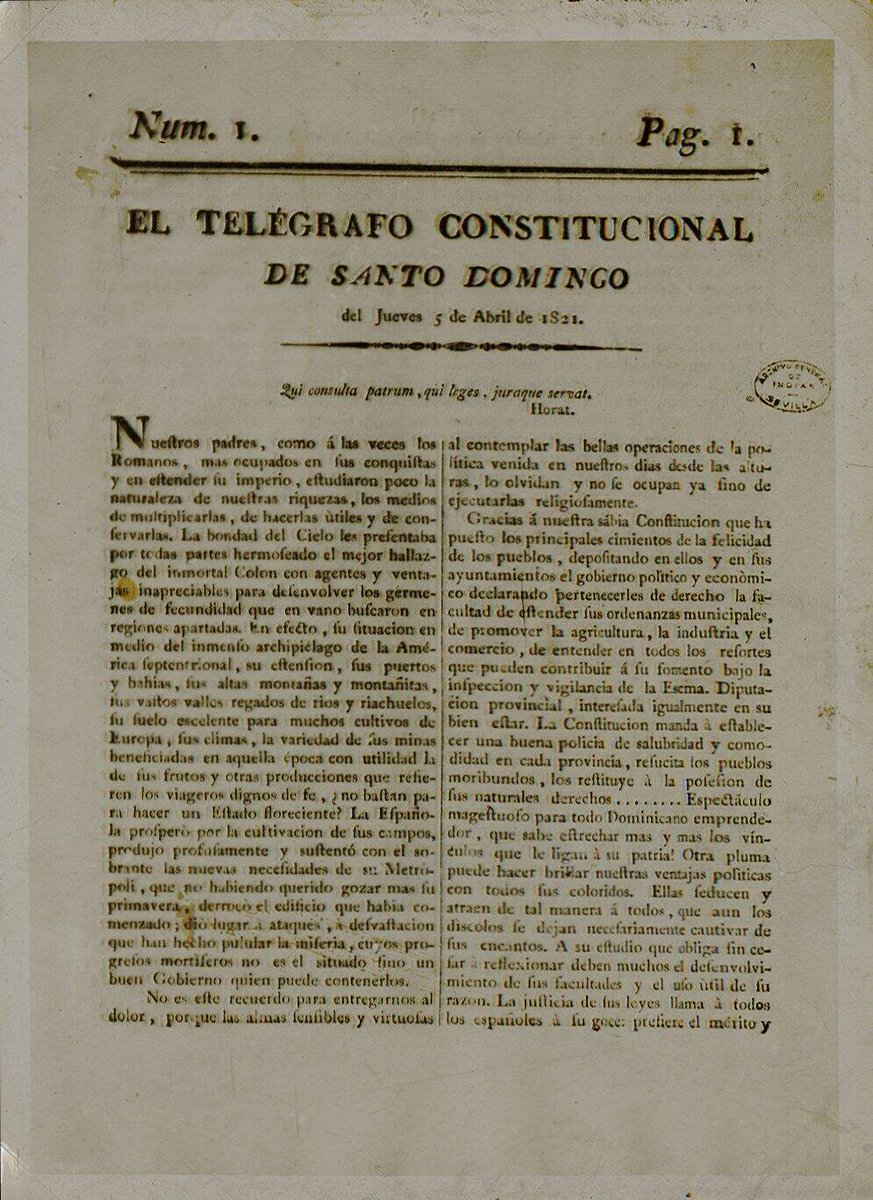 Num. 1.
Pag. 1.
EL TELÉGRAFO CONSTITUCIONAL
DE SANTO DOMINGO
del Jueves 5 de Abril de 1821.
Qui consulta patrum, qui leges, juraque servat.
Horat.
ARCHIVO GENERAL
DE
INDIAS
SEVILLA
Nueſtros padres, como á las veces los
Romanos, mas ocupados en ſus conquiſtas
y en eſtender ſu imperio, eſtudiaron poco la
naturaleza de nueſtras riquezas, los medios
de multiplicarlas, de hacerlas ùtiles y de con-
ſervarlas. La bondad del Cielo les preſentaba
por todas partes hermoſeado el mejor hallaz-
go del inmortal Colon con agentes y venta-
jas inapreciables para deſenvolver los gérme-
nes de fecundidad que en vano buſcaron en
regiones apartadas. En efecto, ſu ſituacion en
medio del inmenſo archipiélago de la Amé-
rica ſeptentrional, su eſtenſion, ſus puertos
y bahias, ſus altas montañas y montañitas,
ſus vaſtos valles regados de rios y riachuelos,
ſu ſuelo escelente para muchos cultivos de
Europa, ſus climas, la variedad de ſus minas
beneficiadas en aquella época con utilidad la
de ſus frutos y otras producciones que refie-
ren los viageros dignos de fe, ¿no baſtan pa-
ra hacer un Eſtado floreciente? La Eſpaño-
la proſperò por la cultivacion de ſus campos,
produjo profuſamente y suſtentó con el so-
brante las nuevas neceſidades de su Metró-
poli, que no habiendo querido gozar mas ſu
primavera, derrocó el edificio que habia co-
menzado; dió lugar a ataques, à deſvaſtacion
que han hecho pulular la miſeria, cuyos pro-
greſos mortiferos no es el situado ſino un
buen Gobierno quien puede contenerlos.
No es eſte recuerdo para entregarnos al
dolor, porque las almas ſenſibles y virtuoſas
al contemplar las bellas operaciones de la po-
lítica venida en nueſtros dias desde las altu-
ras, lo olvidan y no ſe ocupan ya ſino de
ejecutarlas religioſamente.
Gracias á nueſtra sábia Conſtitucion que ha
pueſto los principales cimientos de la felicidad
de los pueblos, depoſitando en ellos y en ſus
ayuntamientos el gobierno político y econòmi-
co declarando pertenecerles de derecho la fa-
cultad de eſtender ſus ordenanzas municipales,
de promover la agricultura, la induſtria y el
comercio, de entender en todos los reſortes
que pueden contribuir á ſu fomento bajo la
inſpeccion y vigilancia de la Escma. Diputa-
cion provincial, intereſada igualmente en su
bien eſtar. La Conſtitucion manda à eſtable-
cer una buena policia de salubridad y como-
didad en cada provincia, reſucita los pueblos
moribundos, los reſtituye à la poſeſion de
ſus naturales derechos........Espectáculo
mageſtuoſo para todo Dominicano emprende-
dor, que sabe eſtrechar mas y mas los vín-
culos que le ligan à su patria! Otra pluma
puede hacer brillar nueſtras ventajas politicas
con todos ſus coloridos. Ellas ſeducen y
atraen de tal manera á todos, que aun los
discolos ſe dejan neceſariamente cautivar de
ſus encantos. A su eſtudio que obliga ſin ce-
ſar à reflexionar deben muchos el deſenvolvi-
miento de ſus facultades y el uſo útil de ſu
razon. La juſticia de ſus leyes llama à todos
los españoles à ſu goce: prefiere el mérito y